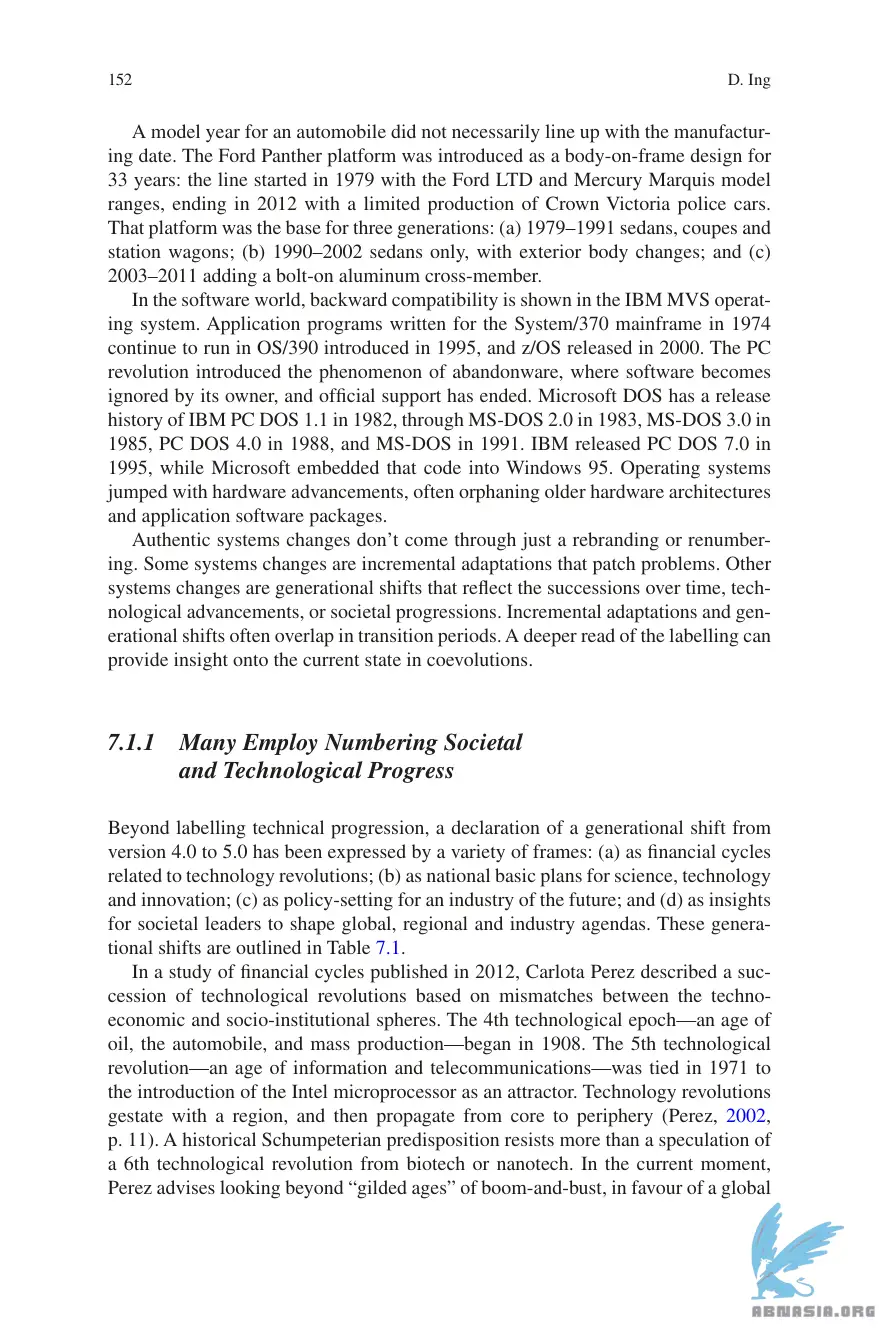 152
D. Ing
A model year for an automobile did not necessarily line up with the manufactur-
ing date. The Ford Panther platform was introduced as a body-on-frame design for
33 years: the line started in 1979 with the Ford LTD and Mercury Marquis model
ranges, ending in 2012 with a limited production of Crown Victoria police cars.
That platform was the base for three generations: (a) 1979–1991 sedans, coupes and
station wagons; (b) 1990–2002 sedans only, with exterior body changes; and (c)
2003–2011 adding a bolt-on aluminum cross-member.
In the software world, backward compatibility is shown in the IBM MVS operat-
ing system. Application programs written for the System/370 mainframe in 1974
continue to run in OS/390 introduced in 1995, and z/OS released in 2000. The PC
revolution introduced the phenomenon of abandonware, where software becomes
ignored by its owner, and official support has ended. Microsoft DOS has a release
history of IBM PC DOS 1.1 in 1982, through MS-DOS 2.0 in 1983, MS-DOS 3.0 in
1985, PC DOS 4.0 in 1988, and MS-DOS in 1991. IBM released PC DOS 7.0 in
1995, while Microsoft embedded that code into Windows 95. Operating systems
jumped with hardware advancements, often orphaning older hardware architectures
and application software packages.
Authentic systems changes don’t come through just a rebranding or renumber-
ing. Some systems changes are incremental adaptations that patch problems. Other
systems changes are generational shifts that reflect the successions over time, tech-
nological advancements, or societal progressions. Incremental adaptations and gen-
erational shifts often overlap in transition periods. A deeper read of the labelling can
provide insight onto the current state in coevolutions.
7.1.1 Many Employ Numbering Societal
and Technological Progress
Beyond labelling technical progression, a declaration of a generational shift from
version 4.0 to 5.0 has been expressed by a variety of frames: (a) as financial cycles
related to technology revolutions; (b) as national basic plans for science, technology
and innovation; (c) as policy-setting for an industry of the future; and (d) as insights
for societal leaders to shape global, regional and industry agendas. These genera-
tional shifts are outlined in Table 7.1.
In a study of financial cycles published in 2012, Carlota Perez described a suc-
cession of technological revolutions based on mismatches between the techno-
economic and socio-institutional spheres. The 4th technological epoch—an age of
oil, the automobile, and mass production—began in 1908. The 5th technological
revolution—an age of information and telecommunications—was tied in 1971 to
the introduction of the Intel microprocessor as an attractor. Technology revolutions
gestate with a region, and then propagate from core to periphery (Perez, 2002,
p. 11). A historical Schumpeterian predisposition resists more than a speculation of
a 6th technological revolution from biotech or nanotech. In the current moment,
Perez advises looking beyond “gilded ages” of boom-and-bust, in favour of a global
ABNASIA.ORG